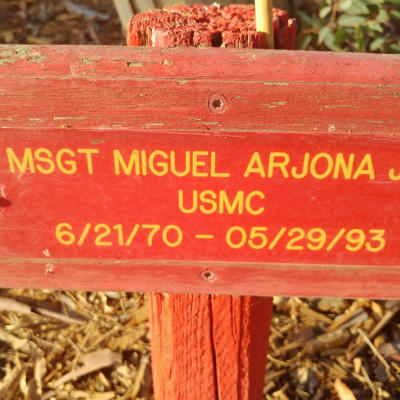 MSGT MIGUEL ARJONA J
USMC
6/21/70 - 05/29/93